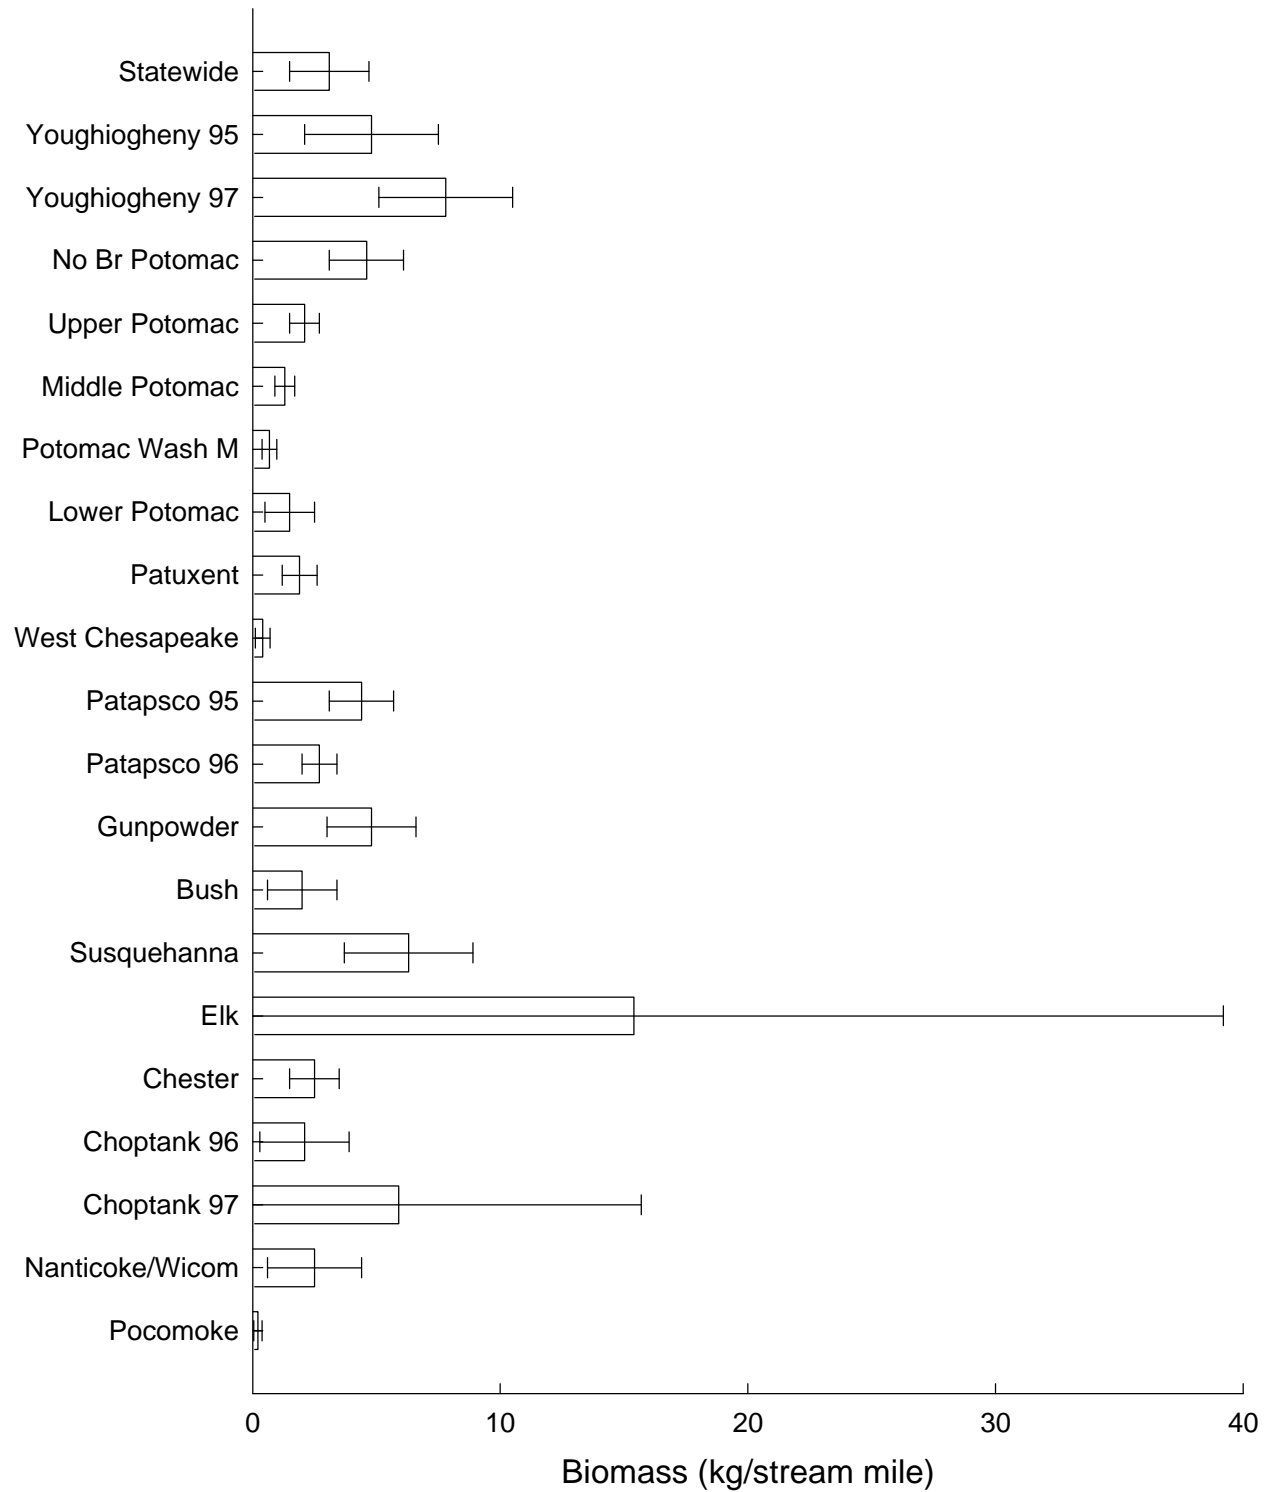 Statewide
Youghiogheny 95
Youghiogheny 97
No Br Potomac
Upper Potomac
Middle Potomac
Potomac Wash M
Lower Potomac
Patuxent
West Chesapeake
Patapsco 95
Patapsco 96
Gunpowder
Bush
Susquehanna
Elk
Chester
Choptank 96
Choptank 97
Nanticoke/Wicom
Pocomoke
0 10 20 30 40
Biomass (kg/stream mile)